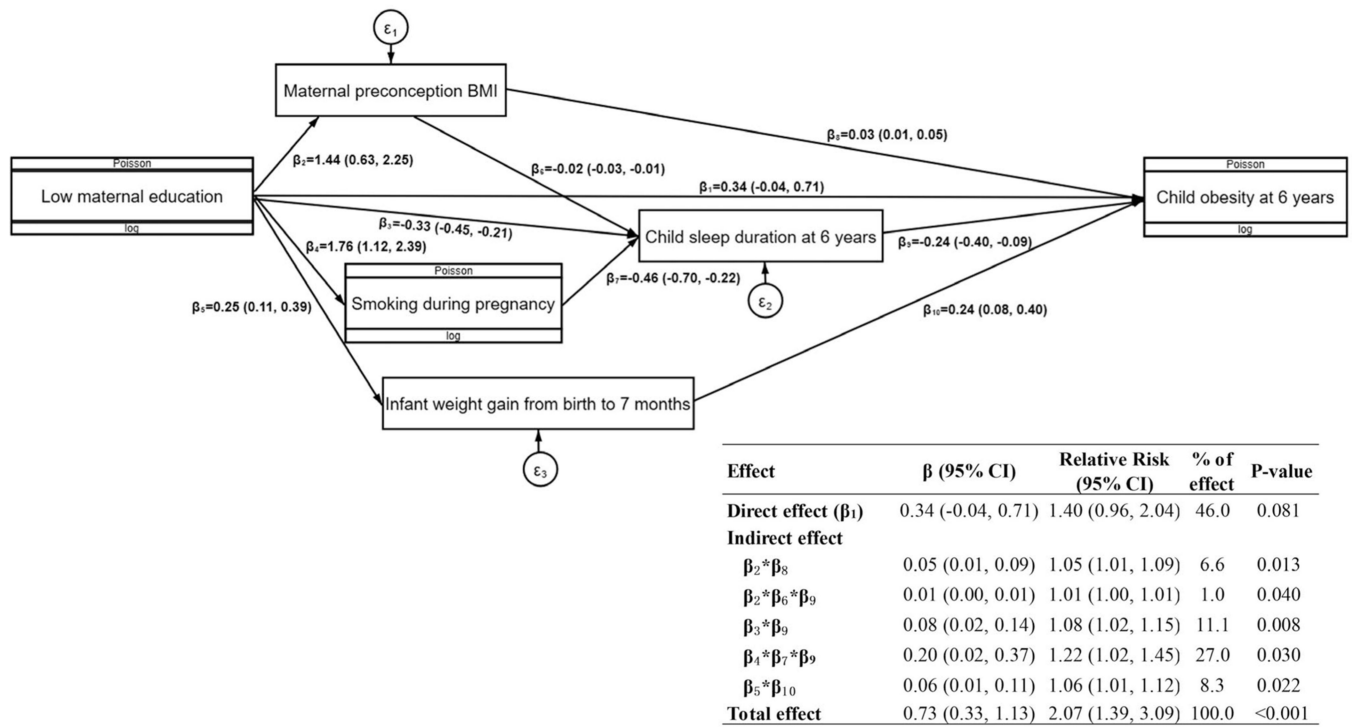 ε1
Maternal preconception BMI
β8=0.03 (0.01, 0.05)
β2=1.44 (0.63, 2.25)
Poisson
Low maternal education
log
β6=-0.02 (-0.03, -0.01)
β1=0.34 (-0.04, 0.71)
Poisson
Child obesity at 6 years
log
β3=-0.33 (-0.45, -0.21)
Child sleep duration at 6 years
β9=-0.24 (-0.40, -0.09)
β4=1.76 (1.12, 2.39)
Poisson
Smoking during pregnancy
log
β7=-0.46 (-0.70, -0.22)
ε2
β5=0.25 (0.11, 0.39)
β10=0.24 (0.08, 0.40)
Infant weight gain from birth to 7 months
ε3
Effect β (95% CI) Relative Risk (95% CI) % of effect P-value
Direct effect (β1) 0.34 (-0.04, 0.71) 1.40 (0.96, 2.04) 46.0 0.081
Indirect effect
β2*β8 0.05 (0.01, 0.09) 1.05 (1.01, 1.09) 6.6 0.013
β2*β6*β9 0.01 (0.00, 0.01) 1.01 (1.00, 1.01) 1.0 0.040
β3*β9 0.08 (0.02, 0.14) 1.08 (1.02, 1.15) 11.1 0.008
β4*β7*β9 0.20 (0.02, 0.37) 1.22 (1.02, 1.45) 27.0 0.030
β5*β10 0.06 (0.01, 0.11) 1.06 (1.01, 1.12) 8.3 0.022
Total effect 0.73 (0.33, 1.13) 2.07 (1.39, 3.09) 100.0 <0.001